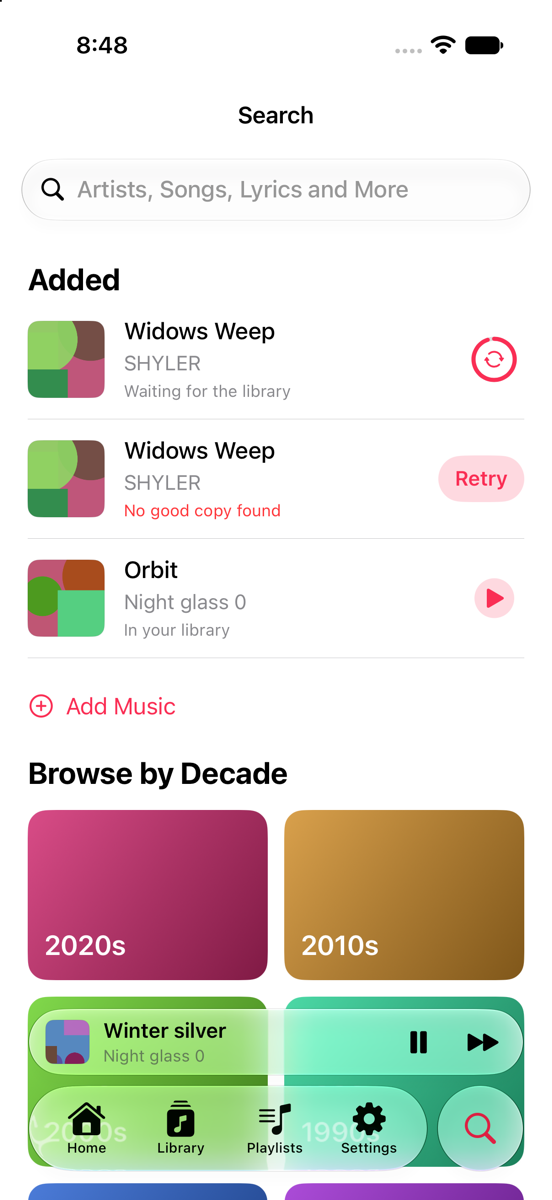 8:48
Search
Artists, Songs, Lyrics and More
Added
Widows Weep
SHYLER
Waiting for the library
Widows Weep
SHYLER
No good copy found
Retry
Orbit
Night glass 0
In your library
Add Music
Browse by Decade
2020s
2010s
Winter silver
Night glass 0
2000s
1990s
Home
Library
Playlists
Settings